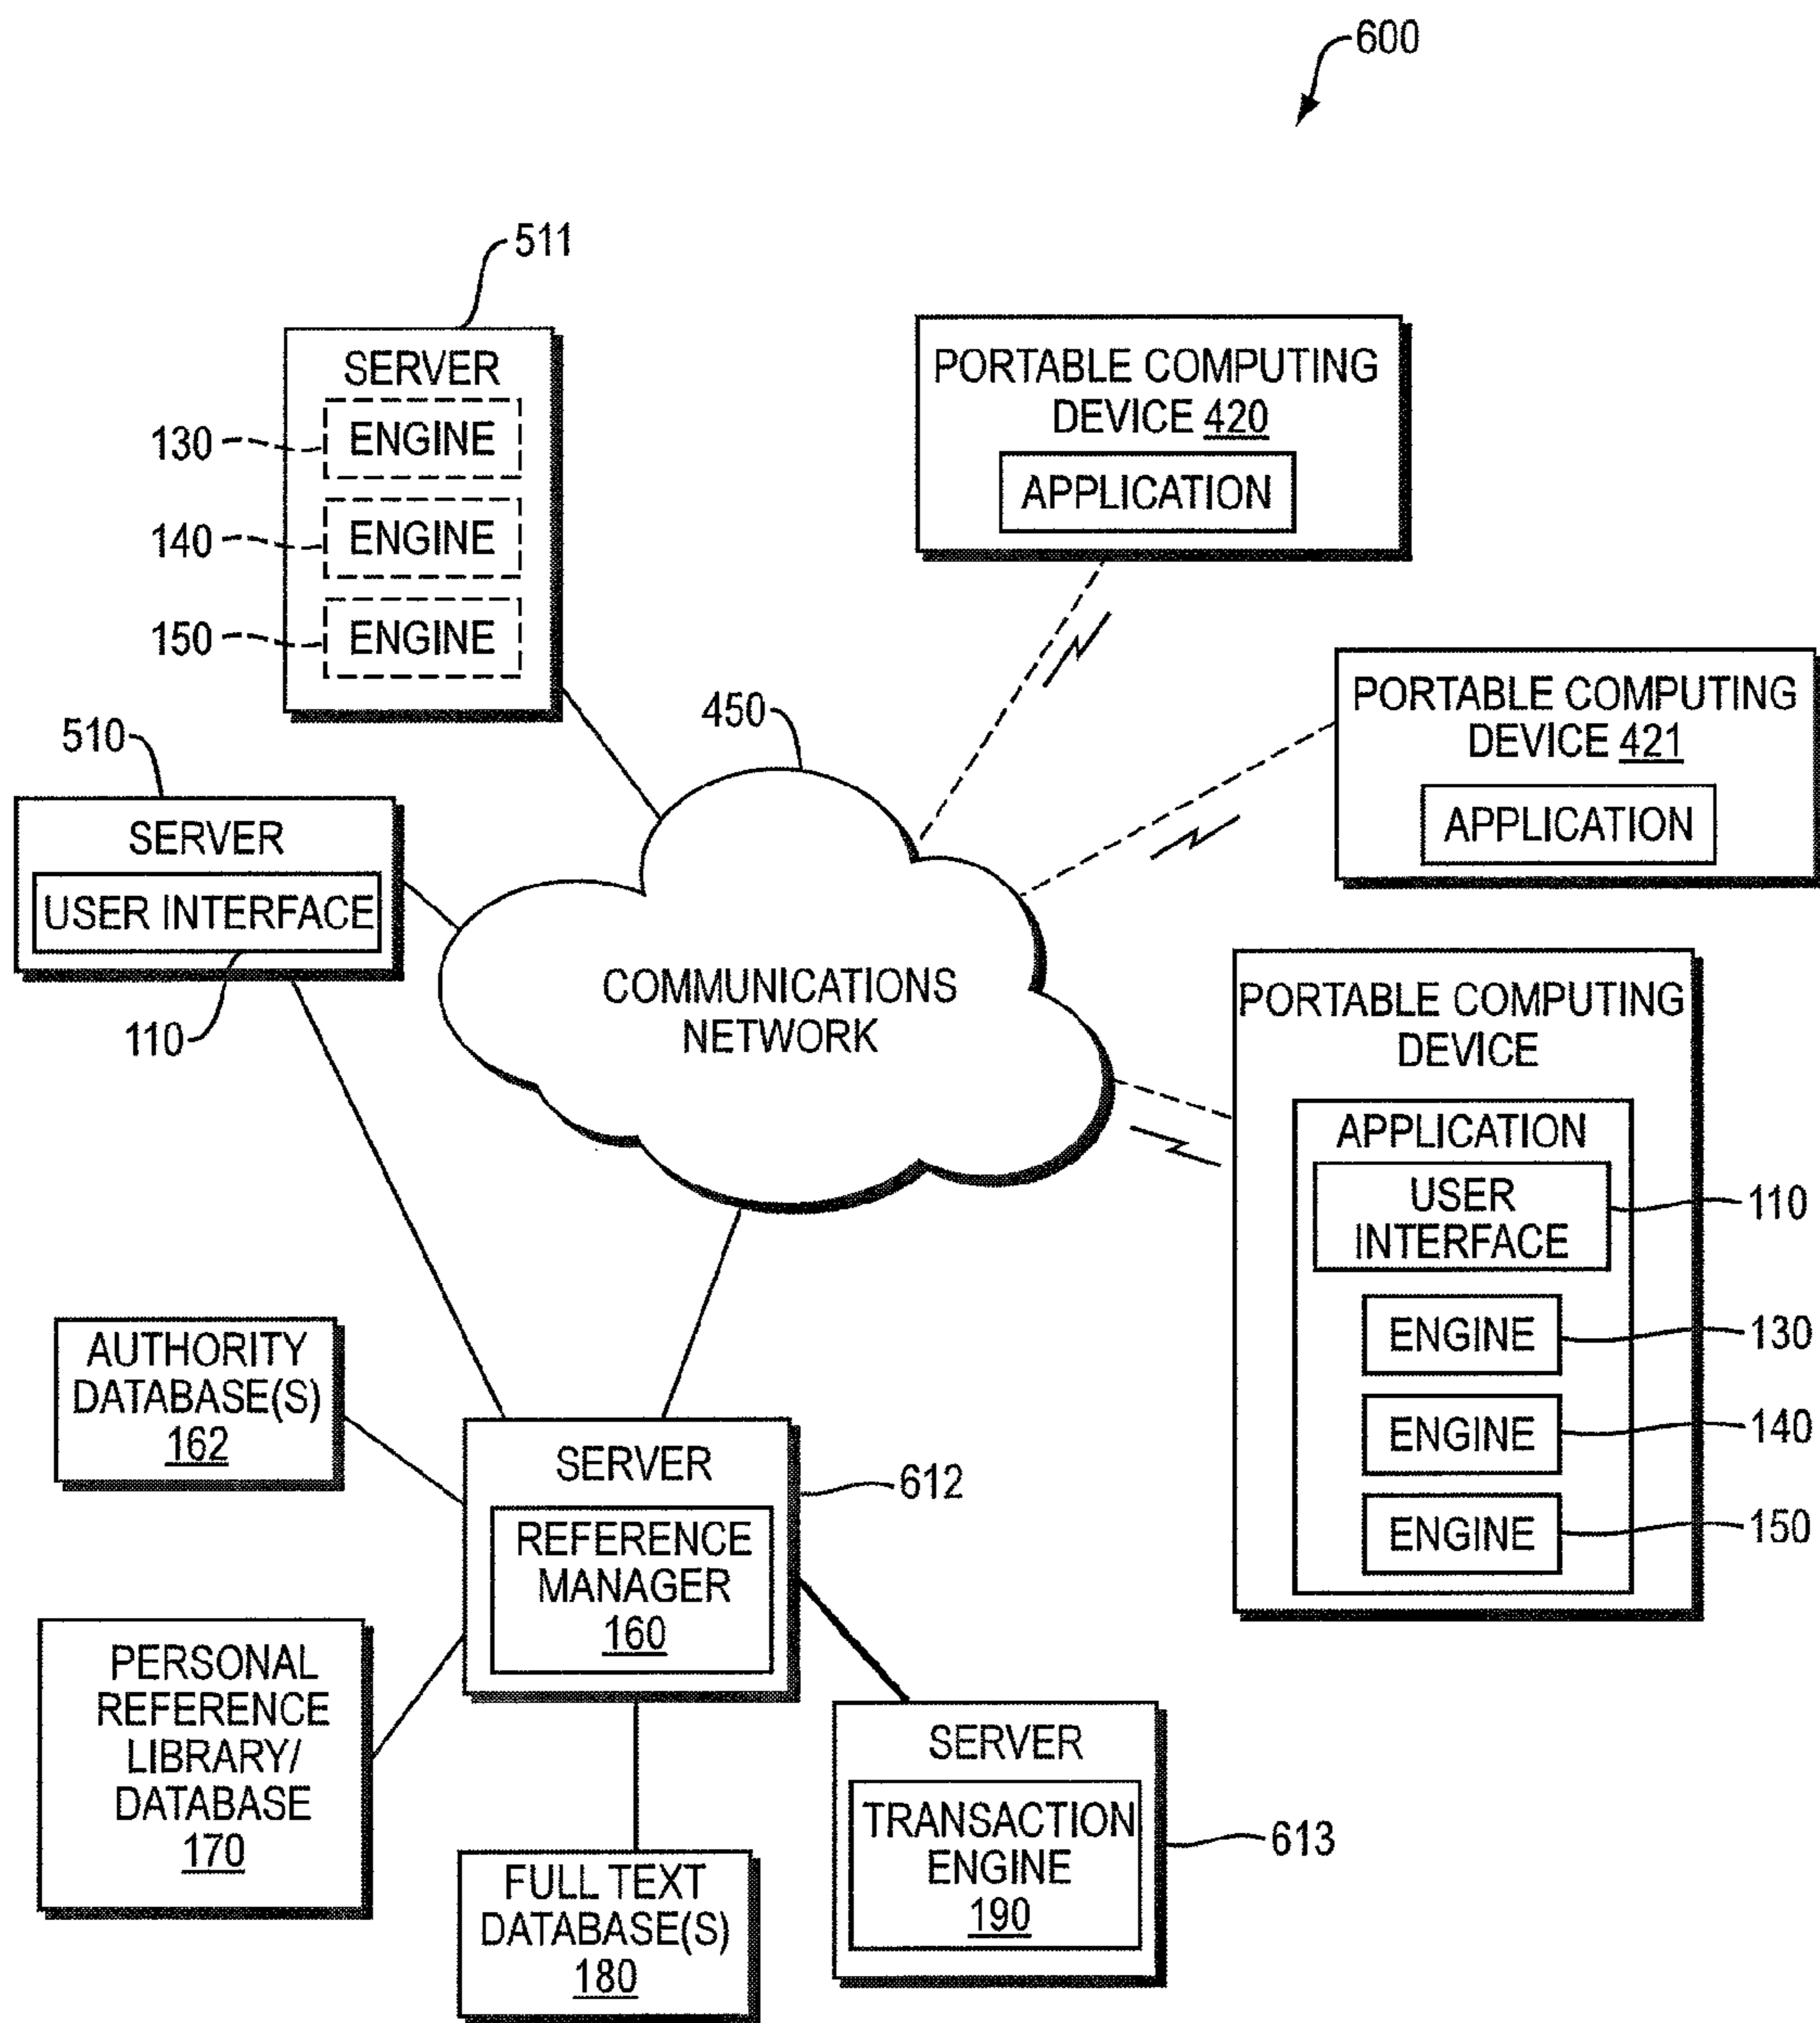 600
511
SERVER
130
ENGINE
140
ENGINE
150
ENGINE
PORTABLE COMPUTING
DEVICE 420
APPLICATION
PORTABLE COMPUTING
DEVICE 421
APPLICATION
450
510
SERVER
USER INTERFACE
110
COMMUNICATIONS
NETWORK
PORTABLE COMPUTING
DEVICE
APPLICATION
USER
INTERFACE
110
ENGINE
130
ENGINE
140
ENGINE
150
AUTHORITY
DATABASE(S)
162
SERVER
612
REFERENCE
MANAGER
160
PERSONAL
REFERENCE
LIBRARY/
DATABASE
170
FULL TEXT
DATABASE(S)
180
SERVER
TRANSACTION
ENGINE
190
613